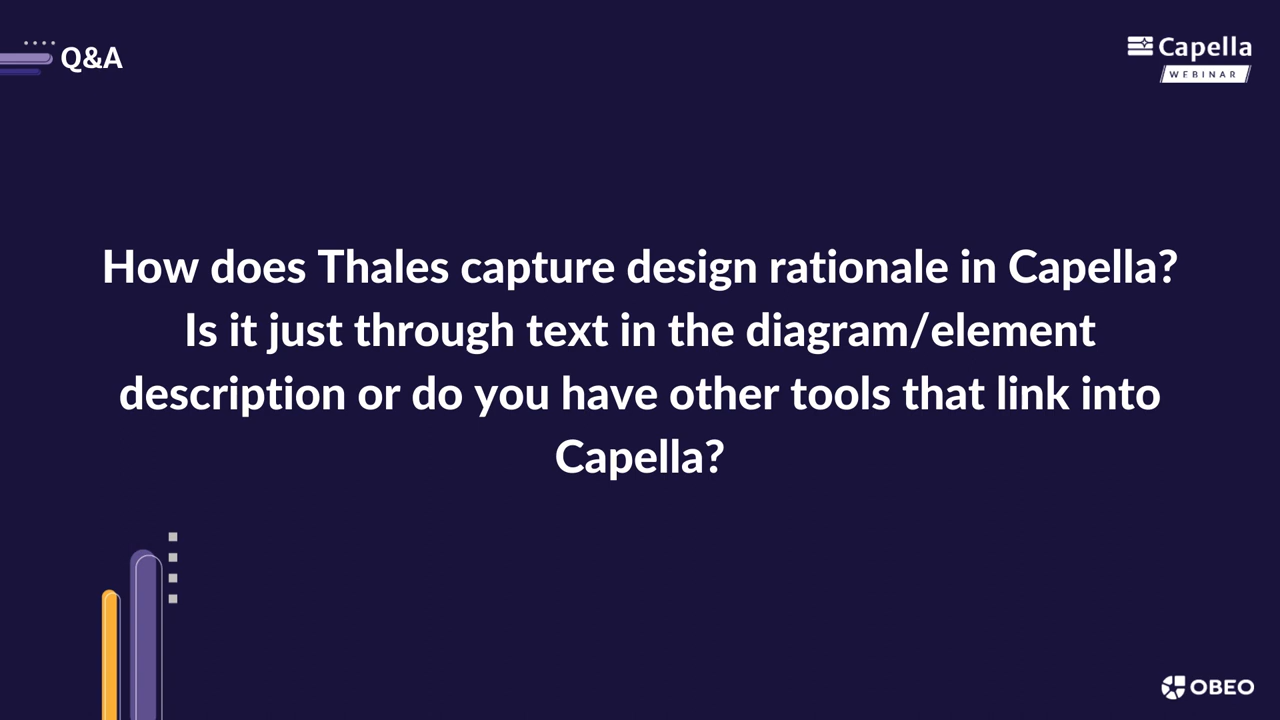 Q&A
Capella
WEBINAR
How does Thales capture design rationale in Capella?
Is it just through text in the diagram/element
description or do you have other tools that link into
Capella?
OBEO